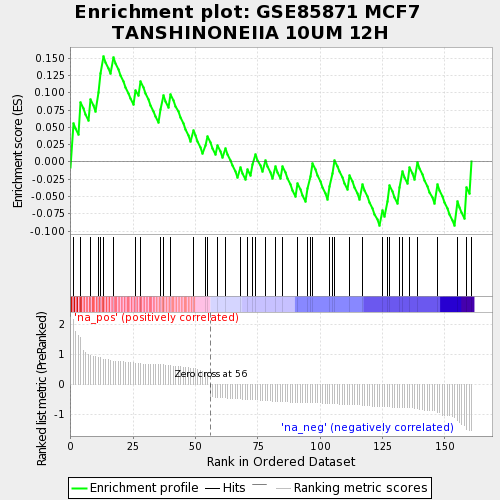 Enrichment plot: GSE85871 MCF7
TANSHINONEIIA 10UM 12H
Enrichment score (ES)
0.150
0.125
0.100
0.075
0.050
0.025
0.000
-0.025
-0.050
-0.075
-0.100
'na_pos' (positively correlated)
Ranked list metric (PreRanked)
2
1
0
-1
Zero cross at 56
'na_neg' (negatively correlated)
0
25
50
75
100
125
150
Rank in Ordered Dataset
Enrichment profile
Hits
Ranking metric scores